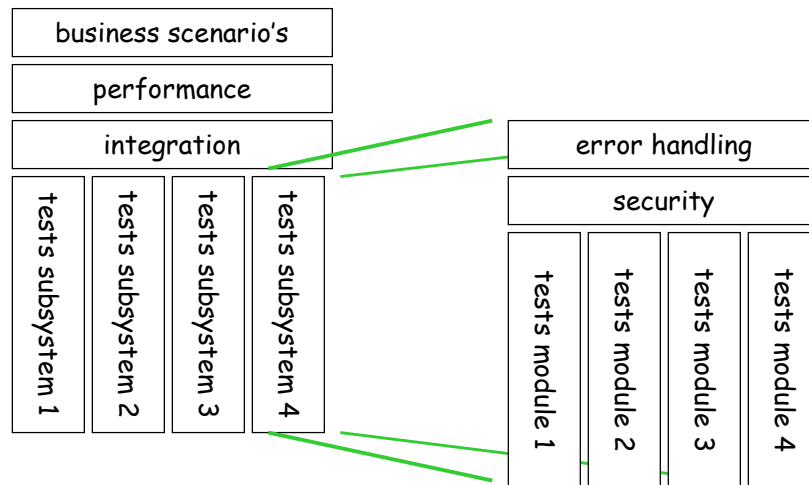 business scenario's
performance
integration
tests subsystem 1
tests subsystem 2
tests subsystem 3
tests subsystem 4
error handling
security
tests module 1
tests module 2
tests module 3
tests module 4